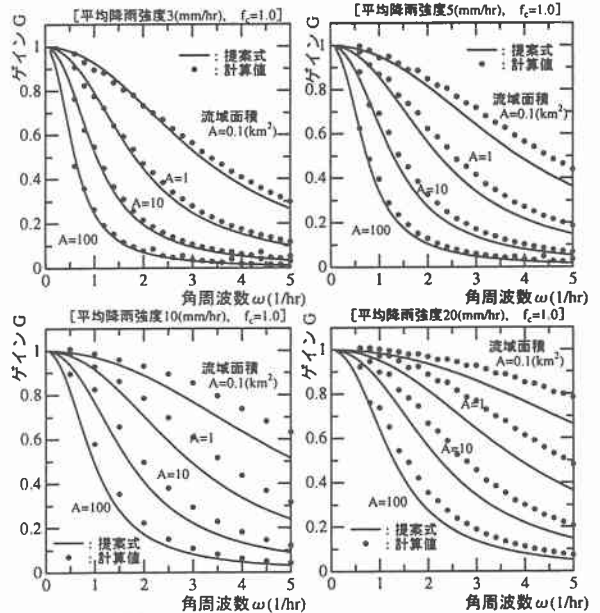 [平均降雨強度3(mm/hr), fc=1.0]
ゲインG
1
0.8
0.6
0.4
0.2
0
— : 提案式
● : 計算値
流域面積
A=0.1(km²)
A=1
A=10
A=100
0 1 2 3 4 5
角周波数ω(1/hr)
[平均降雨強度5(mm/hr), fc=1.0]
ゲインG
1
0.8
0.6
0.4
0.2
0
— : 提案式
● : 計算値
流域面積
A=0.1(km²)
A=1
A=10
A=100
0 1 2 3 4 5
角周波数ω(1/hr)
[平均降雨強度10(mm/hr), fc=1.0]
ゲインG
1
0.8
0.6
0.4
0.2
0
流域面積
A=0.1(km²)
A=1
A=10
A=100
— : 提案式
● : 計算値
0 1 2 3 4 5
角周波数ω(1/hr)
[平均降雨強度20(mm/hr), fc=1.0]
ゲインG
1
0.8
0.6
0.4
0.2
0
流域面積
A=0.1(km²)
A=1
A=10
A=100
— : 提案式
● : 計算値
0 1 2 3 4 5
角周波数ω(1/hr)